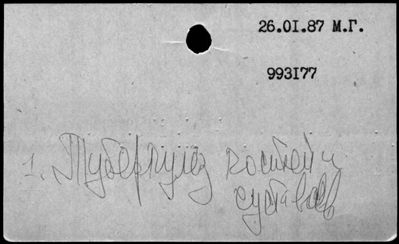 26.01.87 М.Г.
993177
1. Туберкулез костей и
суставов